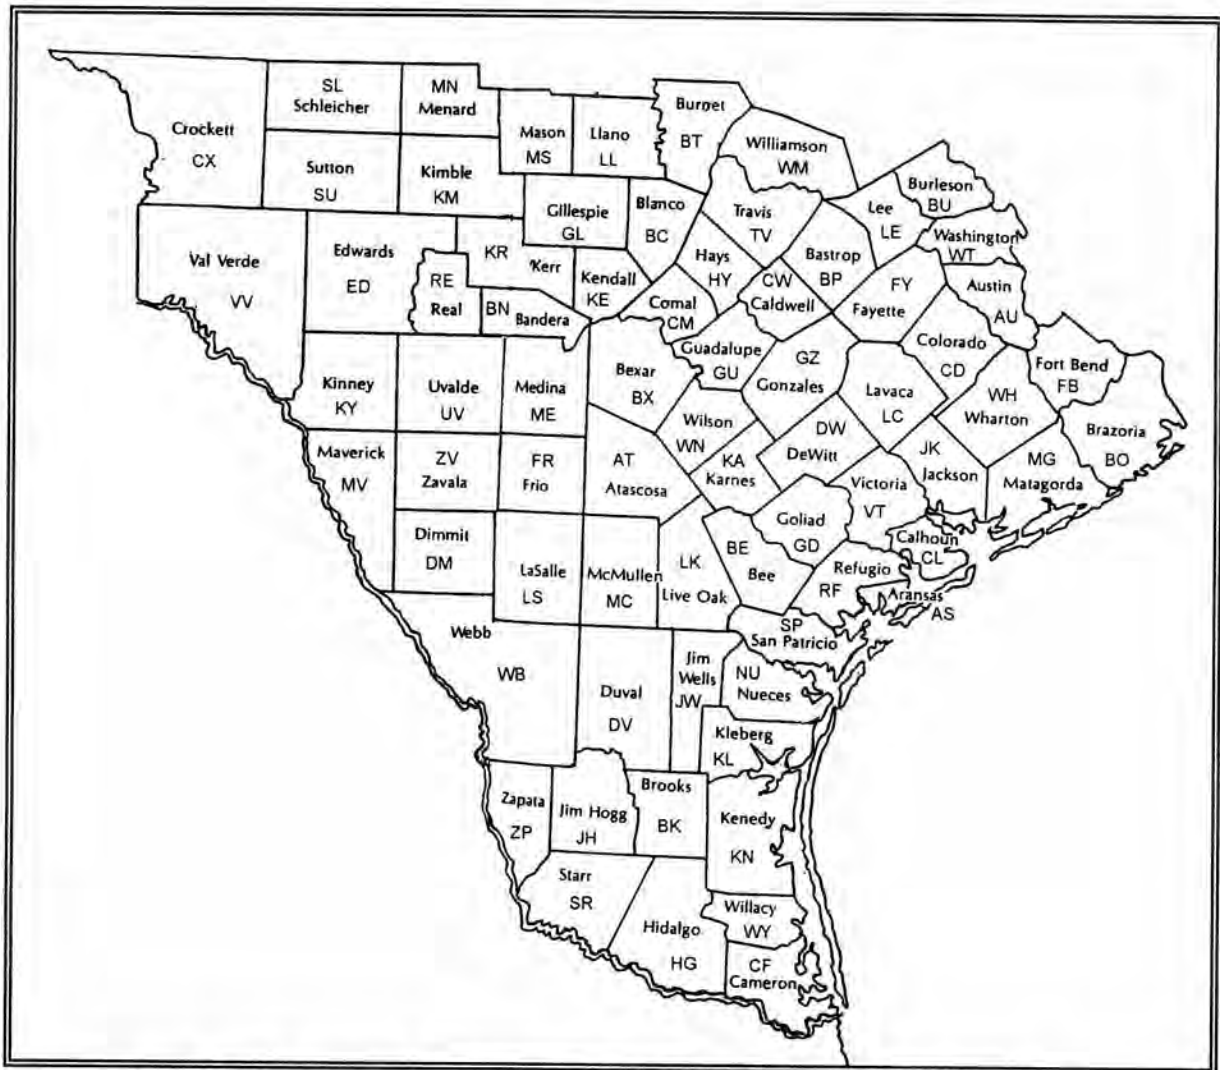 SL
Schleicher
MN
Menard
Crockett
CX
Mason
MS
Llano
LL
Burnet
BT
Williamson
WM
Sutton
SU
Kimble
KM
Burleson
BU
Gillespie
GL
Blanco
BC
Travis
TV
Lee
LE
Washington
WT
Val Verde
VV
Edwards
ED
KR
Kerr
RE
Real
BN
Bandera
Kendall
KE
Hays
HY
Comal
CM
CW
Caldwell
Bastrop
BP
FY
Fayette
Austin
AU
Kinney
KY
Uvalde
UV
Medina
ME
Bexar
BX
Guadalupe
GU
GZ
Gonzales
Colorado
CD
Lavaca
LC
WH
Wharton
Fort Bend
FB
Brazoria
BO
Maverick
MV
ZV
Zavala
FR
Frio
AT
Atascosa
Wilson
WN
KA
Karnes
DW
DeWitt
JK
Jackson
MG
Matagorda
Victoria
VT
Goliad
GD
Calhoun
CL
Dimmit
DM
LaSalle
LS
McMullen
MC
LK
Live Oak
BE
Bee
Refugio
RF
Aransas
AS
SP
San Patricio
Webb
WB
Duval
DV
Jim
Wells
JW
NU
Nueces
Kleberg
KL
Zapata
ZP
Jim Hogg
JH
Brooks
BK
Kenedy
KN
Starr
SR
Hidalgo
HG
Willacy
WY
CF
Cameron